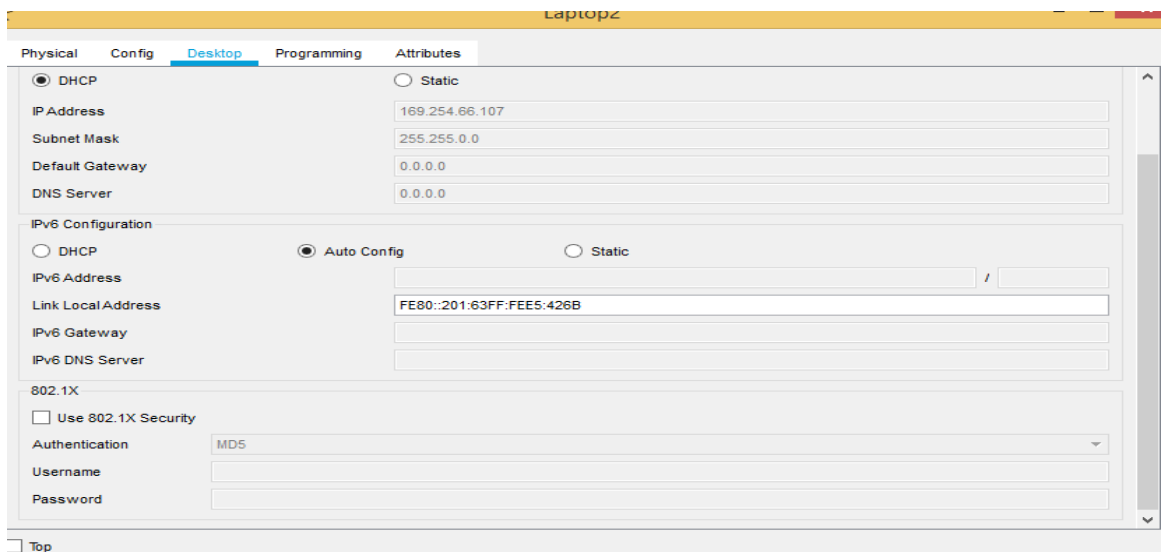 Laptop2
Physical Config Desktop Programming Attributes
DHCP Static
IP Address 169.254.66.107
Subnet Mask 255.255.0.0
Default Gateway 0.0.0.0
DNS Server 0.0.0.0
IPv6 Configuration
DHCP Auto Config Static
IPv6 Address /
Link Local Address FE80::201:63FF:FEE5:426B
IPv6 Gateway
IPv6 DNS Server
802.1X
Use 802.1X Security
Authentication MD5
Username
Password
Top